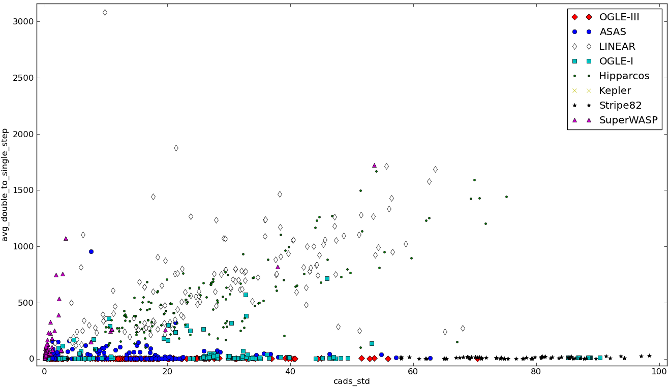 3000
2500
2000
1500
1000
500
0
avg_double_to_single_step
OGLE-III
ASAS
LINEAR
OGLE-I
Hipparcos
Kepler
Stripe82
SuperWASP
0 20 40 60 80 100
cads_std